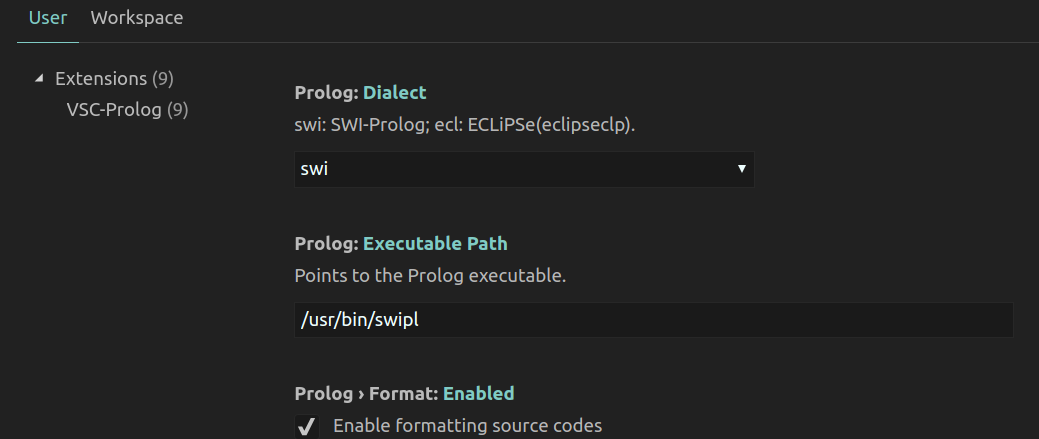 User Workspace
Extensions (9)
VSC-Prolog (9)
Prolog: Dialect
swi: SWI-Prolog; ecl: ECLiPSe(eclipseclp).
swi
Prolog: Executable Path
Points to the Prolog executable.
/usr/bin/swipl
Prolog › Format: Enabled
Enable formatting source codes